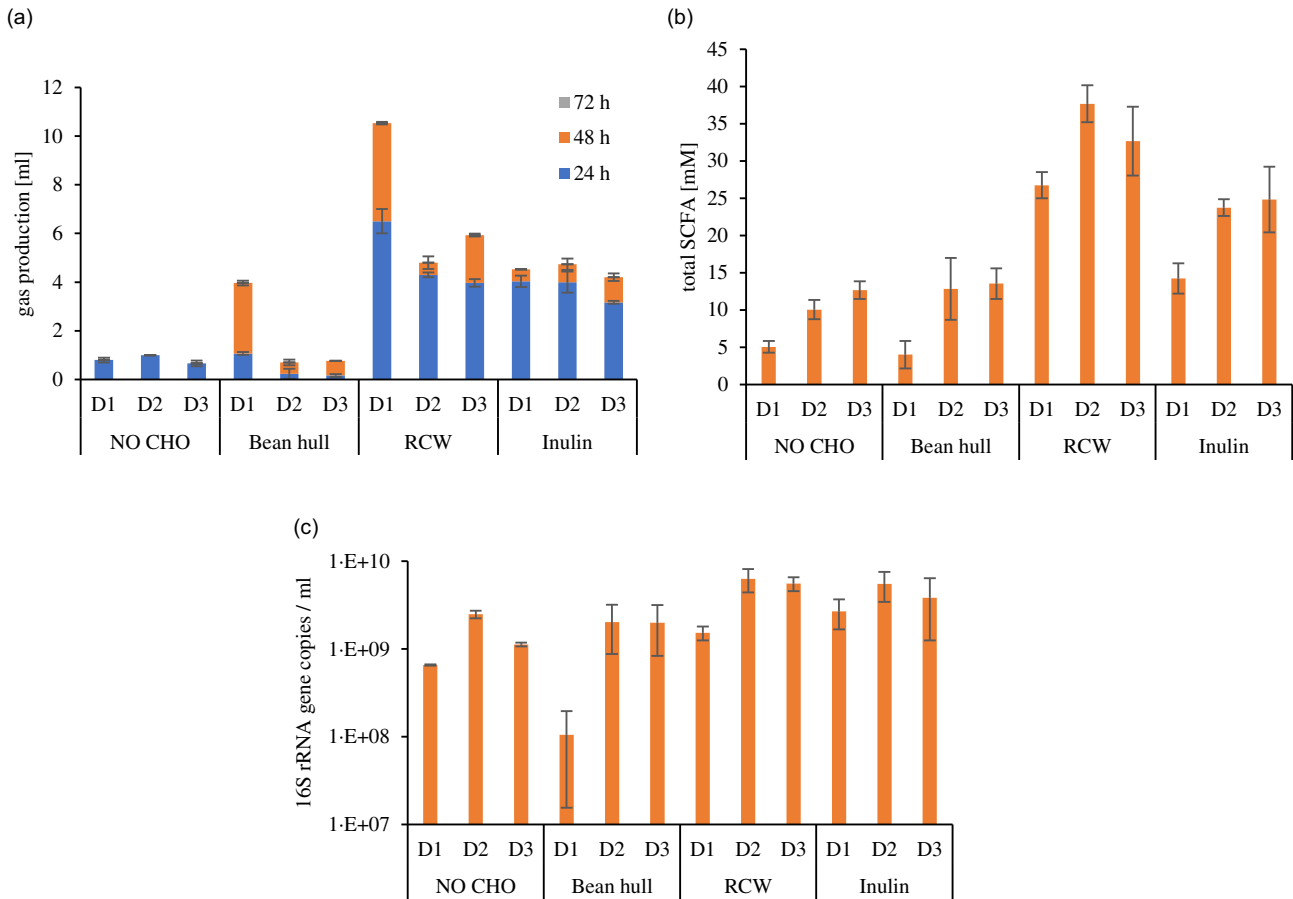 (a)
gas production [ml]
12
10
8
6
4
2
0
72 h
48 h
24 h
D1 D2 D3 D1 D2 D3 D1 D2 D3 D1 D2 D3
NO CHO Bean hull RCW Inulin
(b)
total SCFA [mM]
45
40
35
30
25
20
15
10
5
0
D1 D2 D3 D1 D2 D3 D1 D2 D3 D1 D2 D3
NO CHO Bean hull RCW Inulin
(c)
16S rRNA gene copies / ml
1·E+10
1·E+09
1·E+08
1·E+07
D1 D2 D3 D1 D2 D3 D1 D2 D3 D1 D2 D3
NO CHO Bean hull RCW Inulin